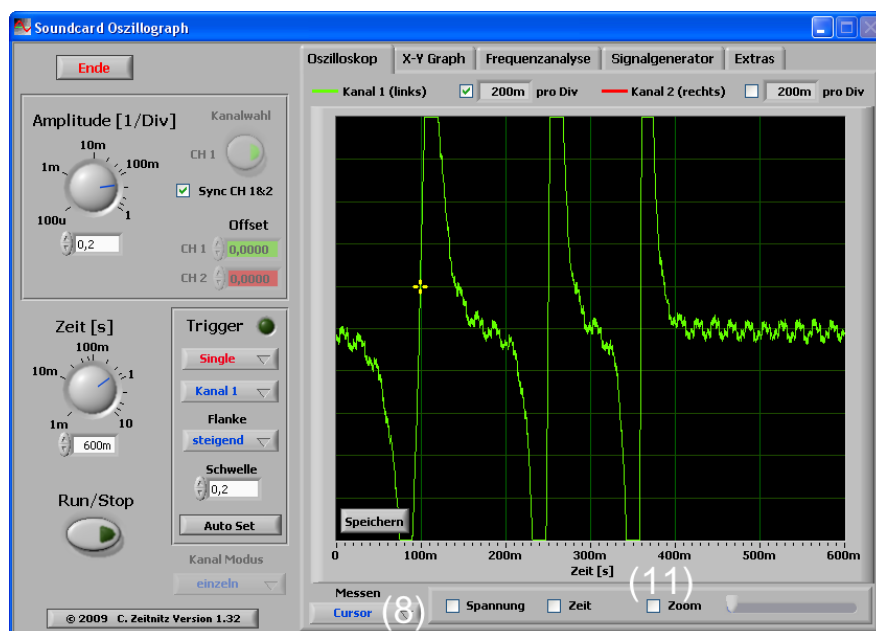 Soundcard Oszillograph
Ende
Amplitude [1/Div]
Kanalwahl
10m
1m
100m
100u
1
0,2
CH 1
Sync CH 1&2
Offset
CH 1 0,0000
CH 2 0,0000
Zeit [s]
100m
10m
1
1m
10
600m
Run/Stop
Trigger
Single
Kanal 1
Flanke
steigend
Schwelle
0,2
Auto Set
Kanal Modus
einzeln
© 2009 C. Zeitnitz Version 1.32
Oszilloskop X-Y Graph Frequenzanalyse Signalgenerator Extras
Kanal 1 (links) 200m pro Div Kanal 2 (rechts) 200m pro Div
Speichern
0 100m 200m 300m 400m 500m 600m
Zeit [s]
(11)
Messen
Cursor (8) Spannung Zeit Zoom